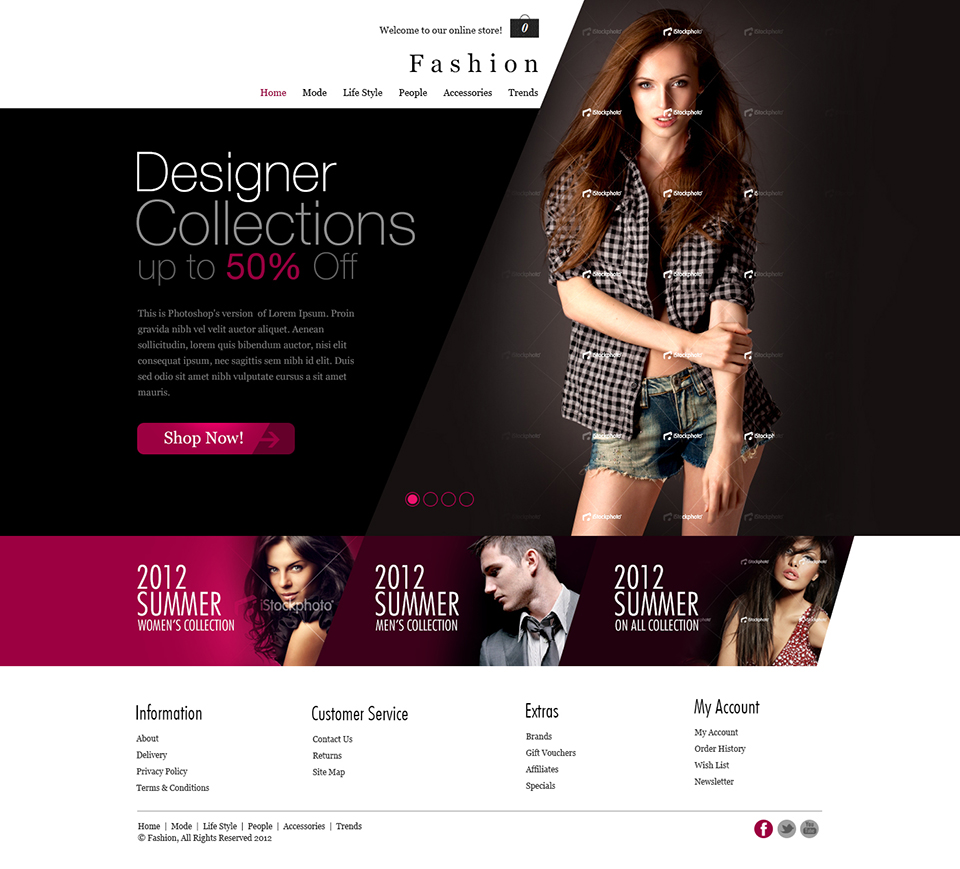 Welcome to our online store!
0
Fashion
Home Mode Life Style People Accessories Trends
Designer
Collections
up to 50% Off
This is Photoshop's version of Lorem Ipsum. Proin
gravida nibh vel velit auctor aliquet. Aenean
sollicitudin, lorem quis bibendum auctor, nisi elit
consequat ipsum, nec sagittis sem nibh id elit. Duis
sed odio sit amet nibh vulputate cursus a sit amet
mauris.
Shop Now!
iStockphoto
2012
SUMMER
WOMEN'S COLLECTION
iStockphoto
2012
SUMMER
MEN'S COLLECTION
2012
SUMMER
ON ALL COLLECTION
iStockphoto
Information
About
Delivery
Privacy Policy
Terms & Conditions
Customer Service
Contact Us
Returns
Site Map
Extras
Brands
Gift Vouchers
Affiliates
Specials
My Account
My Account
Order History
Wish List
Newsletter
Home | Mode | Life Style | People | Accessories | Trends
© Fashion, All Rights Reserved 2012
f
You
Tube